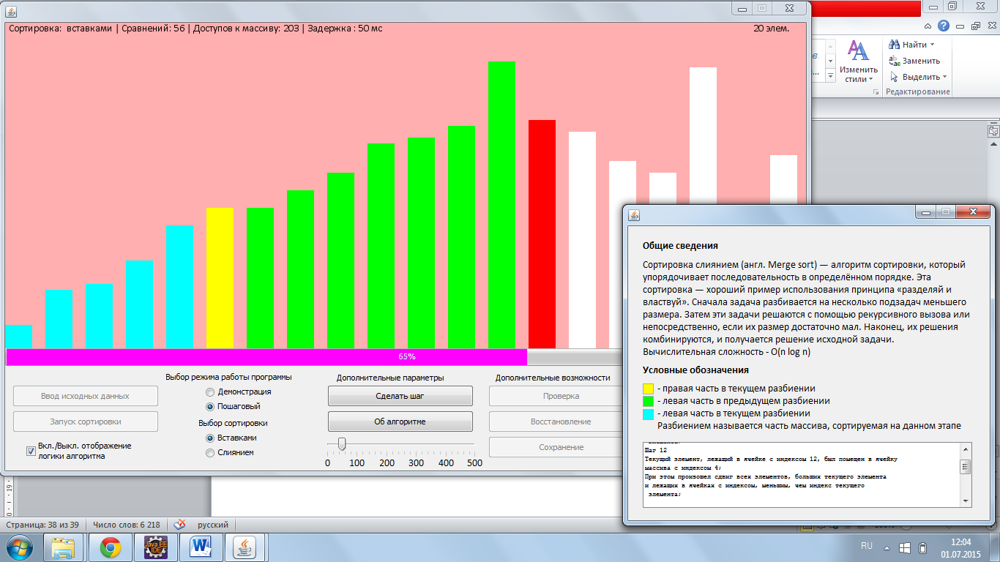 Сортировка: вставками | Сравнений: 56 | Доступов к массиву: 203 | Задержка : 50 мс
20 элем.
65%
Выбор режима работы программы
Демонстрация
Пошаговый
Выбор сортировки
Вставками
Слиянием
Ввод исходных данных
Запуск сортировки
Вкл./Выкл. отображение
логики алгоритма
Дополнительные параметры
Сделать шаг
Об алгоритме
0 100 200 300 400 500
Дополнительные возможности
Проверка
Восстановление
Сохранение
Изменить
стили
Найти
Заменить
Выделить
Редактирование
Общие сведения
Сортировка слиянием (англ. Merge sort) — алгоритм сортировки, который
упорядочивает последовательность в определённом порядке. Эта
сортировка — хороший пример использования принципа «разделяй и
властвуй». Сначала задача разбивается на несколько подзадач меньшего
размера. Затем эти задачи решаются с помощью рекурсивного вызова или
непосредственно, если их размер достаточно мал. Наконец, их решения
комбинируются, и получается решение исходной задачи.
Вычислительная сложность - O(n log n)
Условные обозначения
- правая часть в текущем разбиении
- левая часть в предыдущем разбиении
- левая часть в текущем разбиении
Разбиением называется часть массива, сортируемая на данном этапе
Шаг 12
Текущий элемент, лежащий в ячейке с индексом 12, был помещен в ячейку
массива с индексом 4;
При этом произошел сдвиг всех элементов, больших текущего элемента
и лежащих в ячейках с индексом, меньшим, чем индекс текущего
элемента;
Страница: 38 из 39
Число слов: 6 218
русский
Java EE
IDE
RU
12:04
01.07.2015